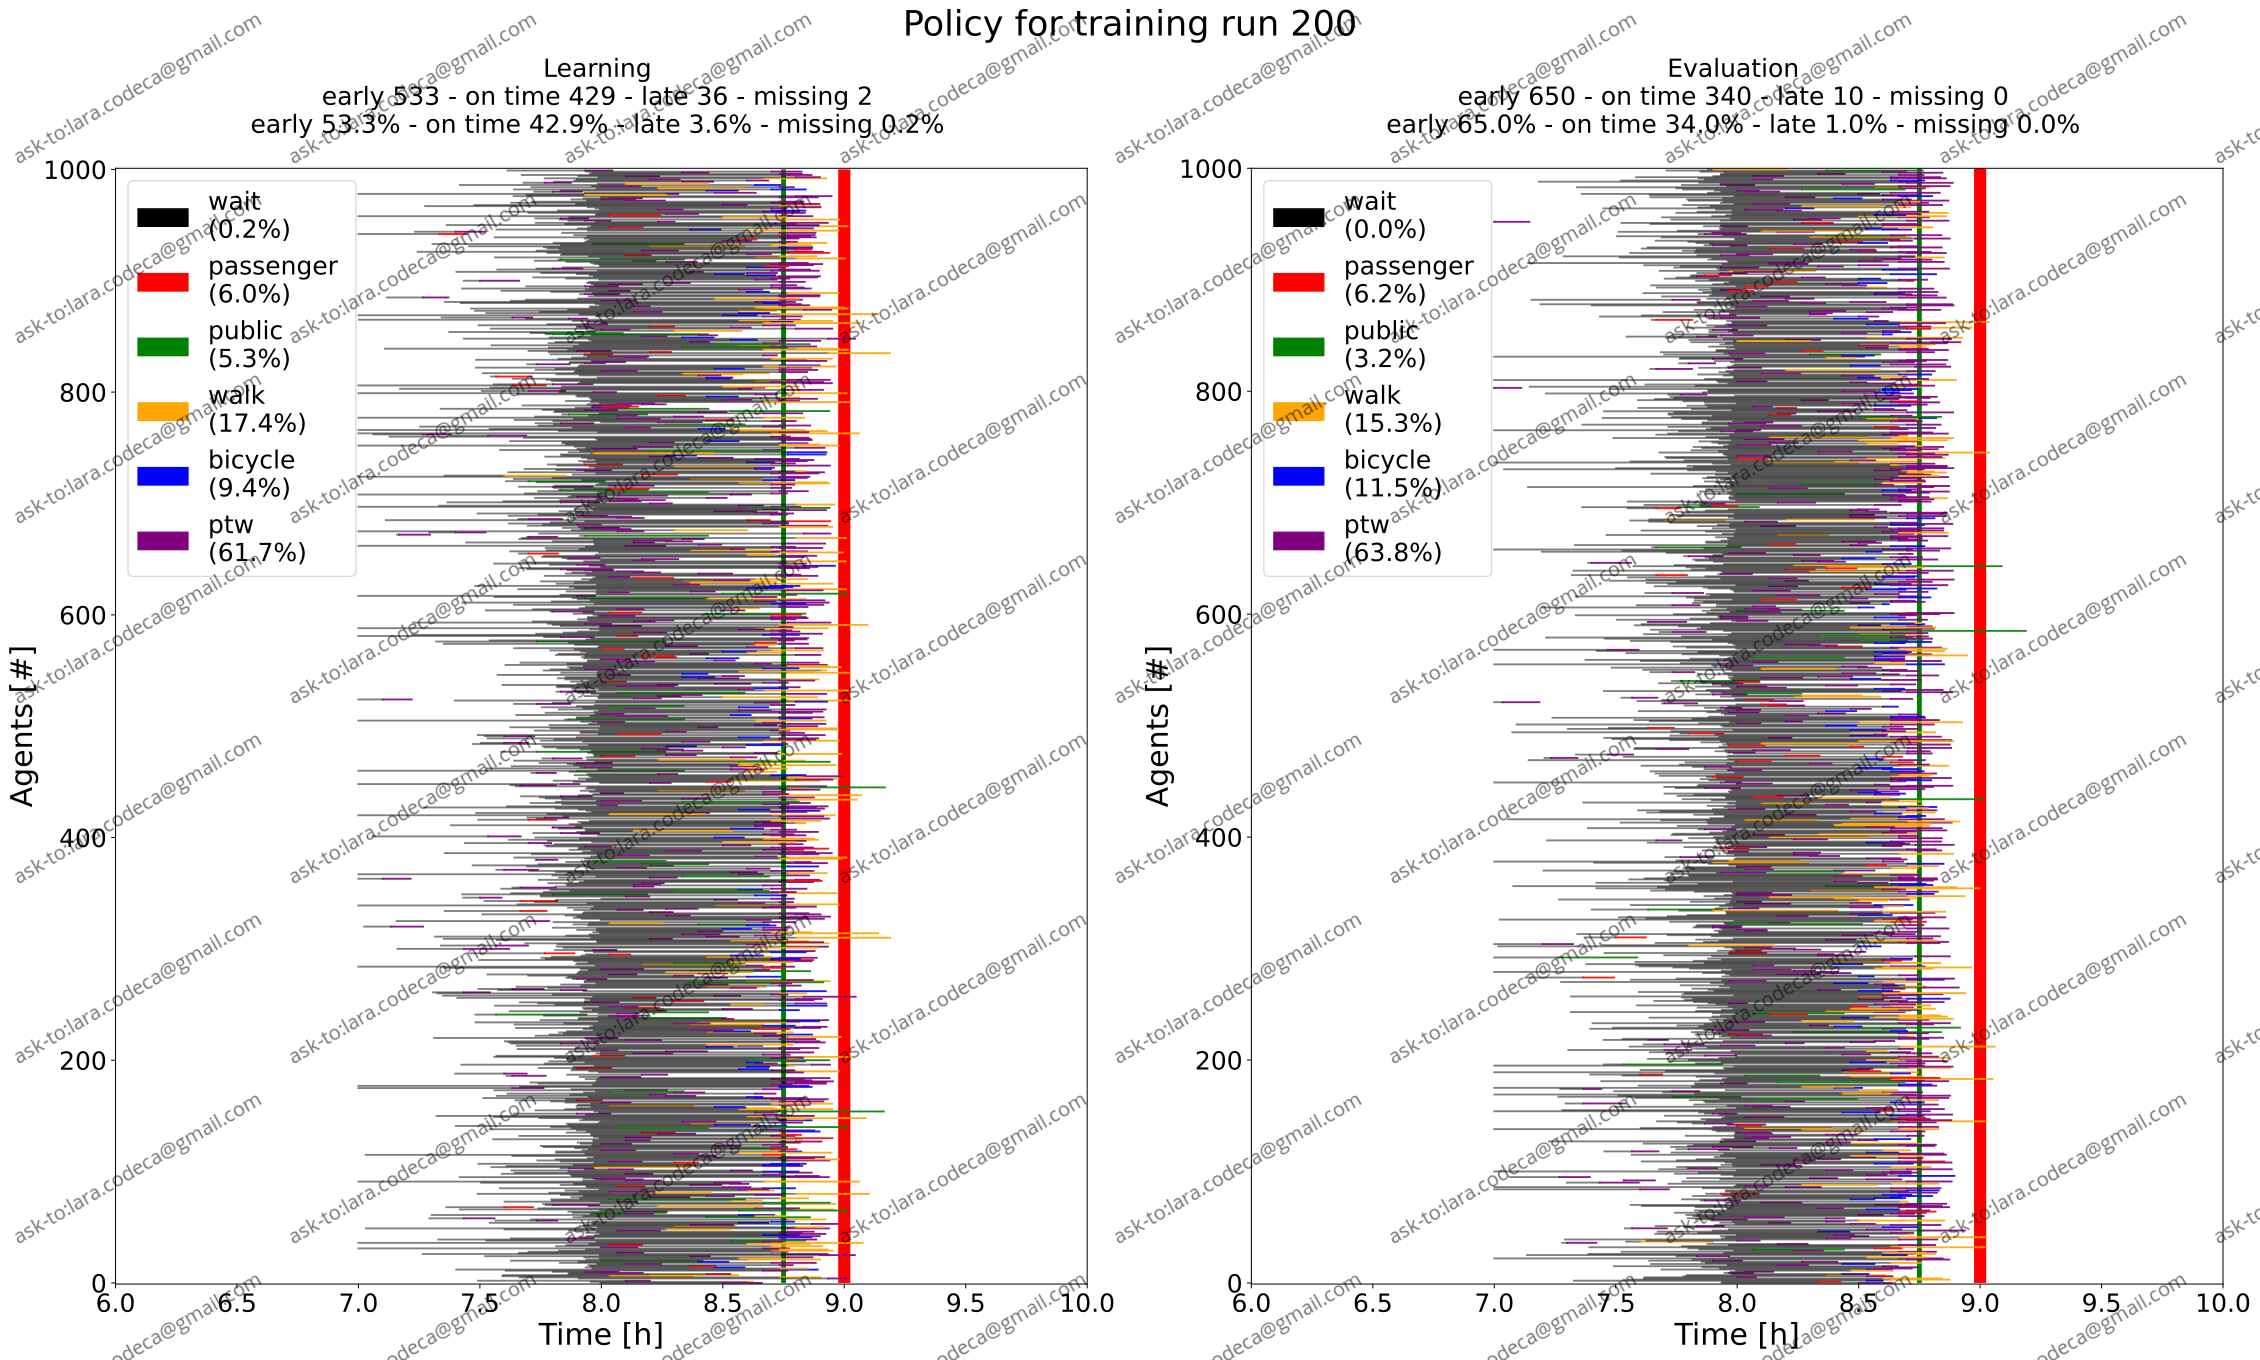 Policy for training run 200
Learning
early 533 - on time 429 - late 36 - missing 2
early 53.3% - on time 42.9% - late 3.6% - missing 0.2%
Evaluation
early 650 - on time 340 - late 10 - missing 0
early 65.0% - on time 34.0% - late 1.0% - missing 0.0%
1000
800
600
400
200
0
Agents [#]
wait
(0.2%)
passenger
(6.0%)
public
(5.3%)
walk
(17.4%)
bicycle
(9.4%)
ptw
(61.7%)
6.0 6.5 7.0 7.5 8.0 8.5 9.0 9.5 10.0
Time [h]
1000
800
600
400
200
0
Agents [#]
wait
(0.0%)
passenger
(6.2%)
public
(3.2%)
walk
(15.3%)
bicycle
(11.5%)
ptw
(63.8%)
6.0 6.5 7.0 7.5 8.0 8.5 9.0 9.5 10.0
Time [h]
ask-to:lara.codeca@gmail.com